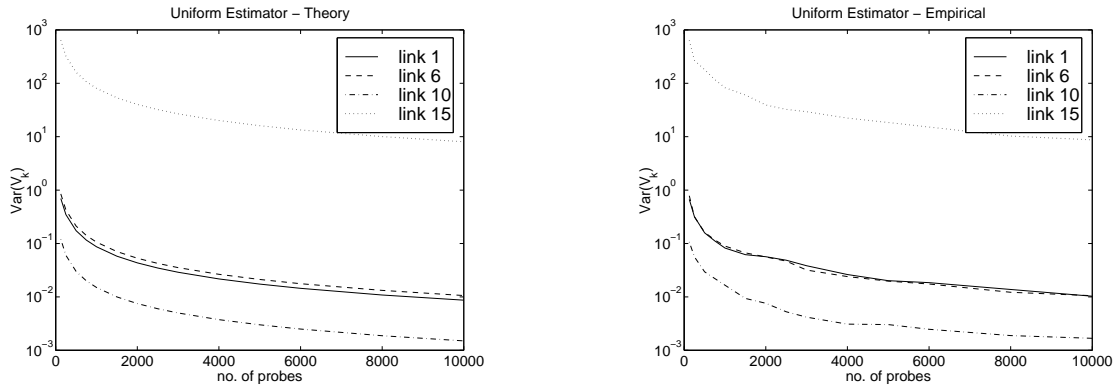 Uniform Estimator − Theory
10^3
10^2
10^1
10^0
10^−1
10^−2
10^−3
Var(V_k)
0
2000
4000
6000
8000
10000
no. of probes
link 1
link 6
link 10
link 15
Uniform Estimator − Empirical
10^3
10^2
10^1
10^0
10^−1
10^−2
10^−3
Var(V_k)
0
2000
4000
6000
8000
10000
no. of probes
link 1
link 6
link 10
link 15